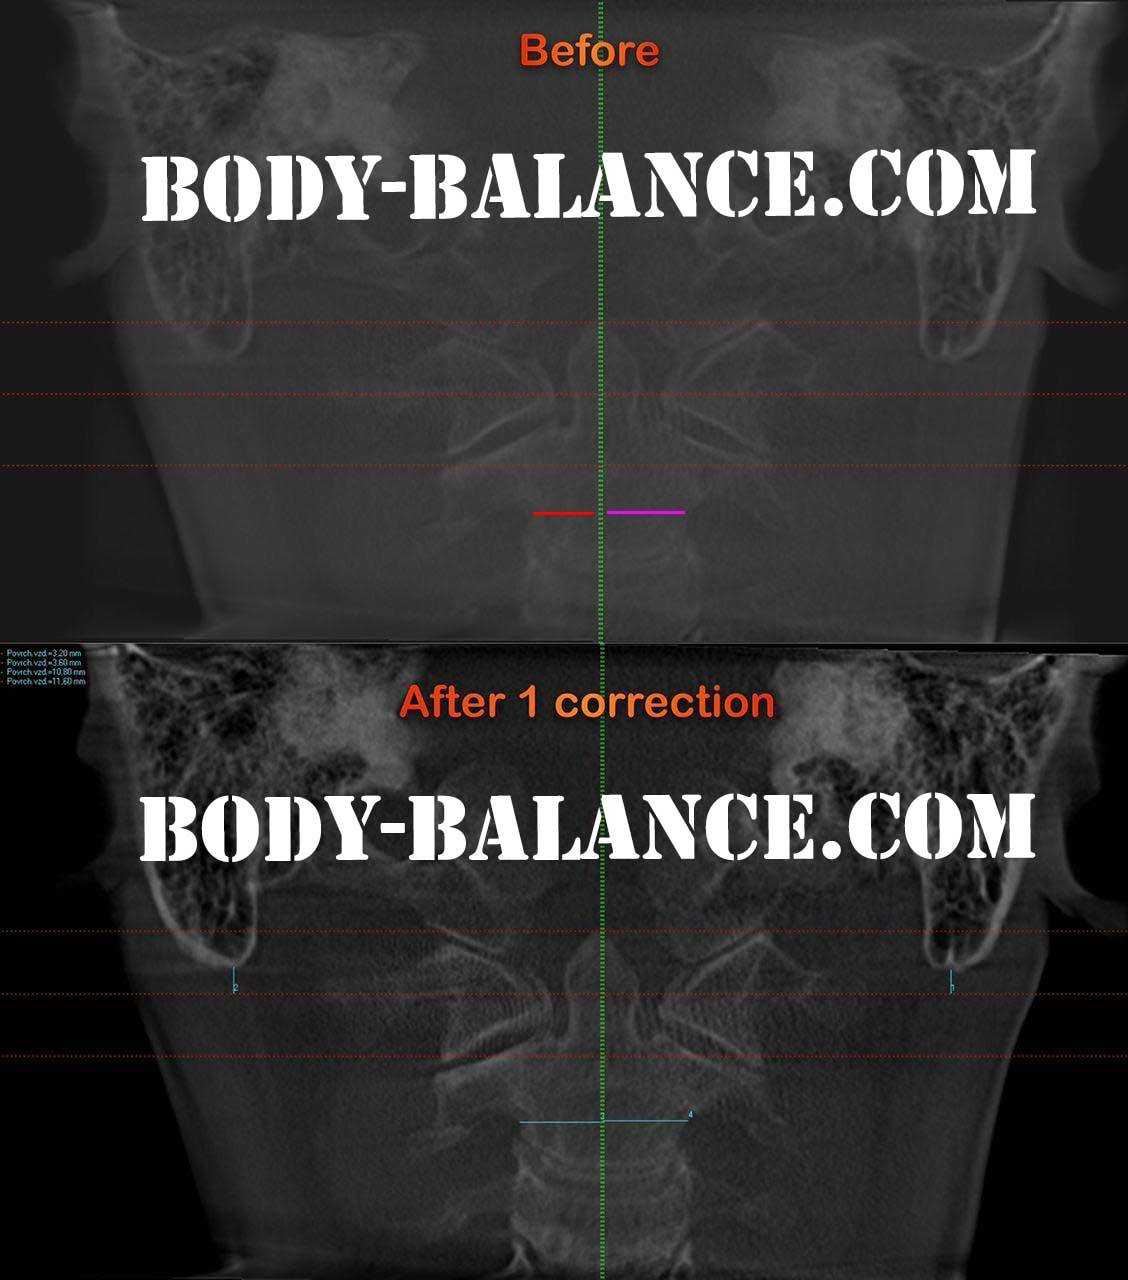 Before
BODY-BALANCE.COM
Povrch.vzd.=3,20 mm
Povrch.vzd.=3,60 mm
Povrch.vzd.=10,80 mm
Povrch.vzd.=11,60 mm
After 1 correction
BODY-BALANCE.COM
2
1
4